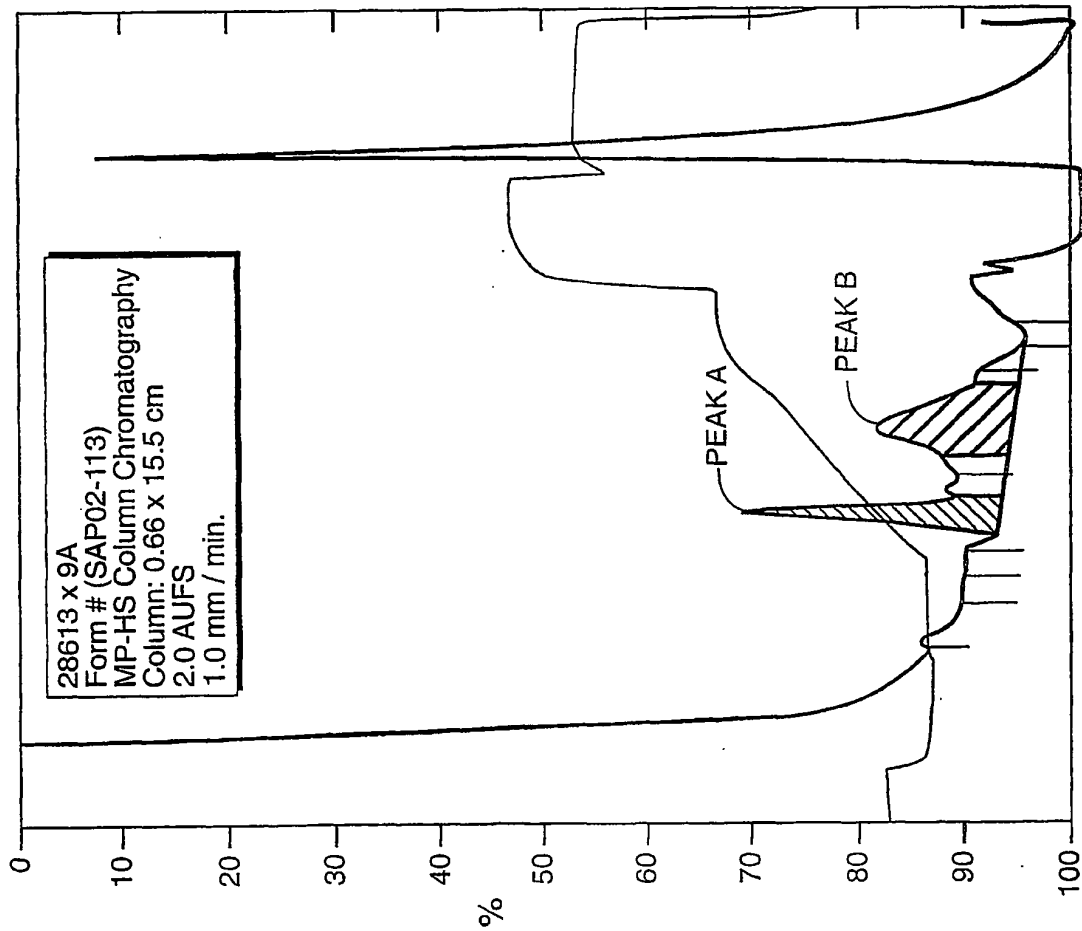 28613 x 9A
Form # (SAP02-113)
MP-HS Column Chromatography
Column: 0.66 x 15.5 cm
2.0 AUFS
1.0 mm / min.
PEAK A
PEAK B
%
0
10
20
30
40
50
60
70
80
90
100